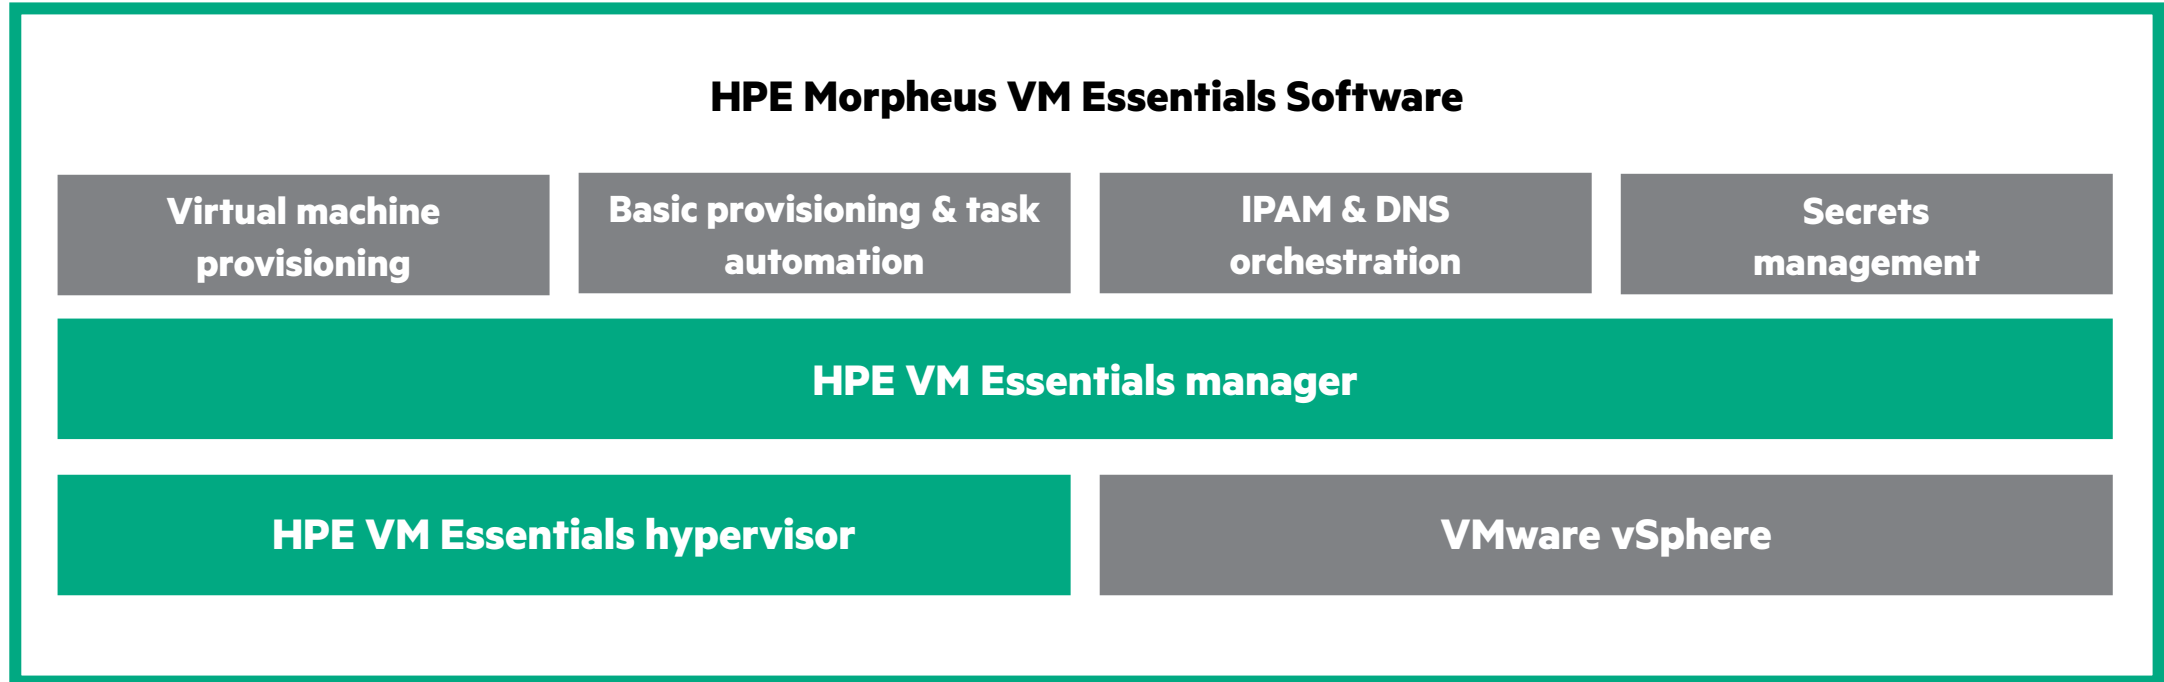 HPE Morpheus VM Essentials Software
Virtual machine
provisioning
Basic provisioning & task
automation
IPAM & DNS
orchestration
Secrets
management
HPE VM Essentials manager
HPE VM Essentials hypervisor
VMware vSphere